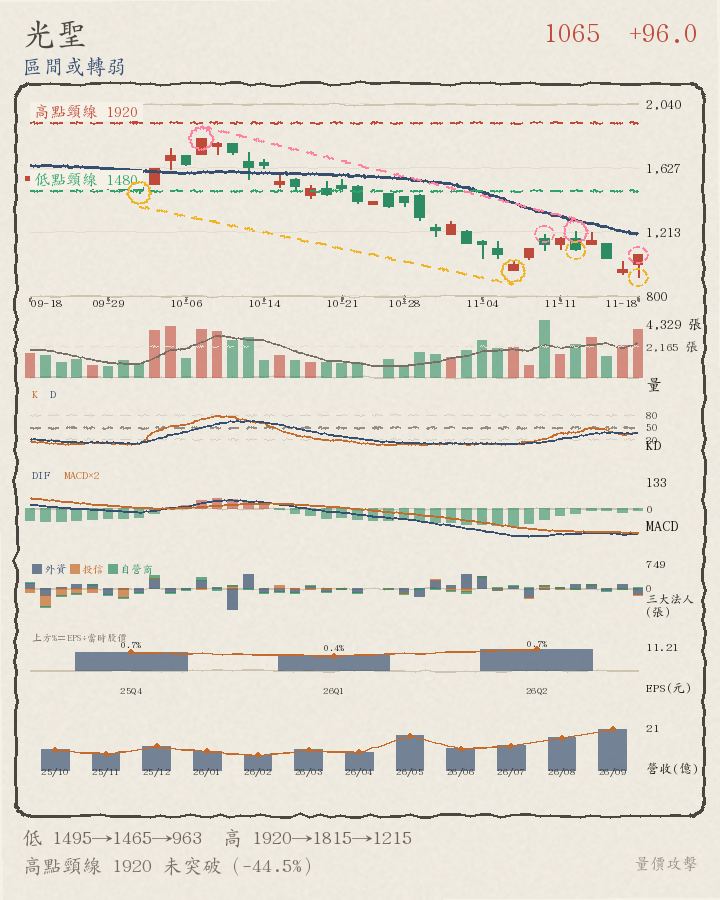 光聖
1065 +96.0
區間或轉弱
高點頸線 1920
低點頸線 1480
2,040
1,627
1,213
800
09-18 09-29 10-06 10-14 10-21 10-28 11-04 11-11 11-18
4,329 張
2,165 張
量
K D
80
50
20
KD
DIF MACD×2
133
0
MACD
外資 投信 自營商
749
0
三大法人
(張)
上方%=EPS÷當時股價
0.7% 0.4% 0.7%
11.21
25Q4 26Q1 26Q2
EPS(元)
21
25/10 25/11 25/12 26/01 26/02 26/03 26/04 26/05 26/06 26/07 26/08 26/09
營收(億)
低 1495→1465→963 高 1920→1815→1215
高點頸線 1920 未突破 (-44.5%)
量價攻擊